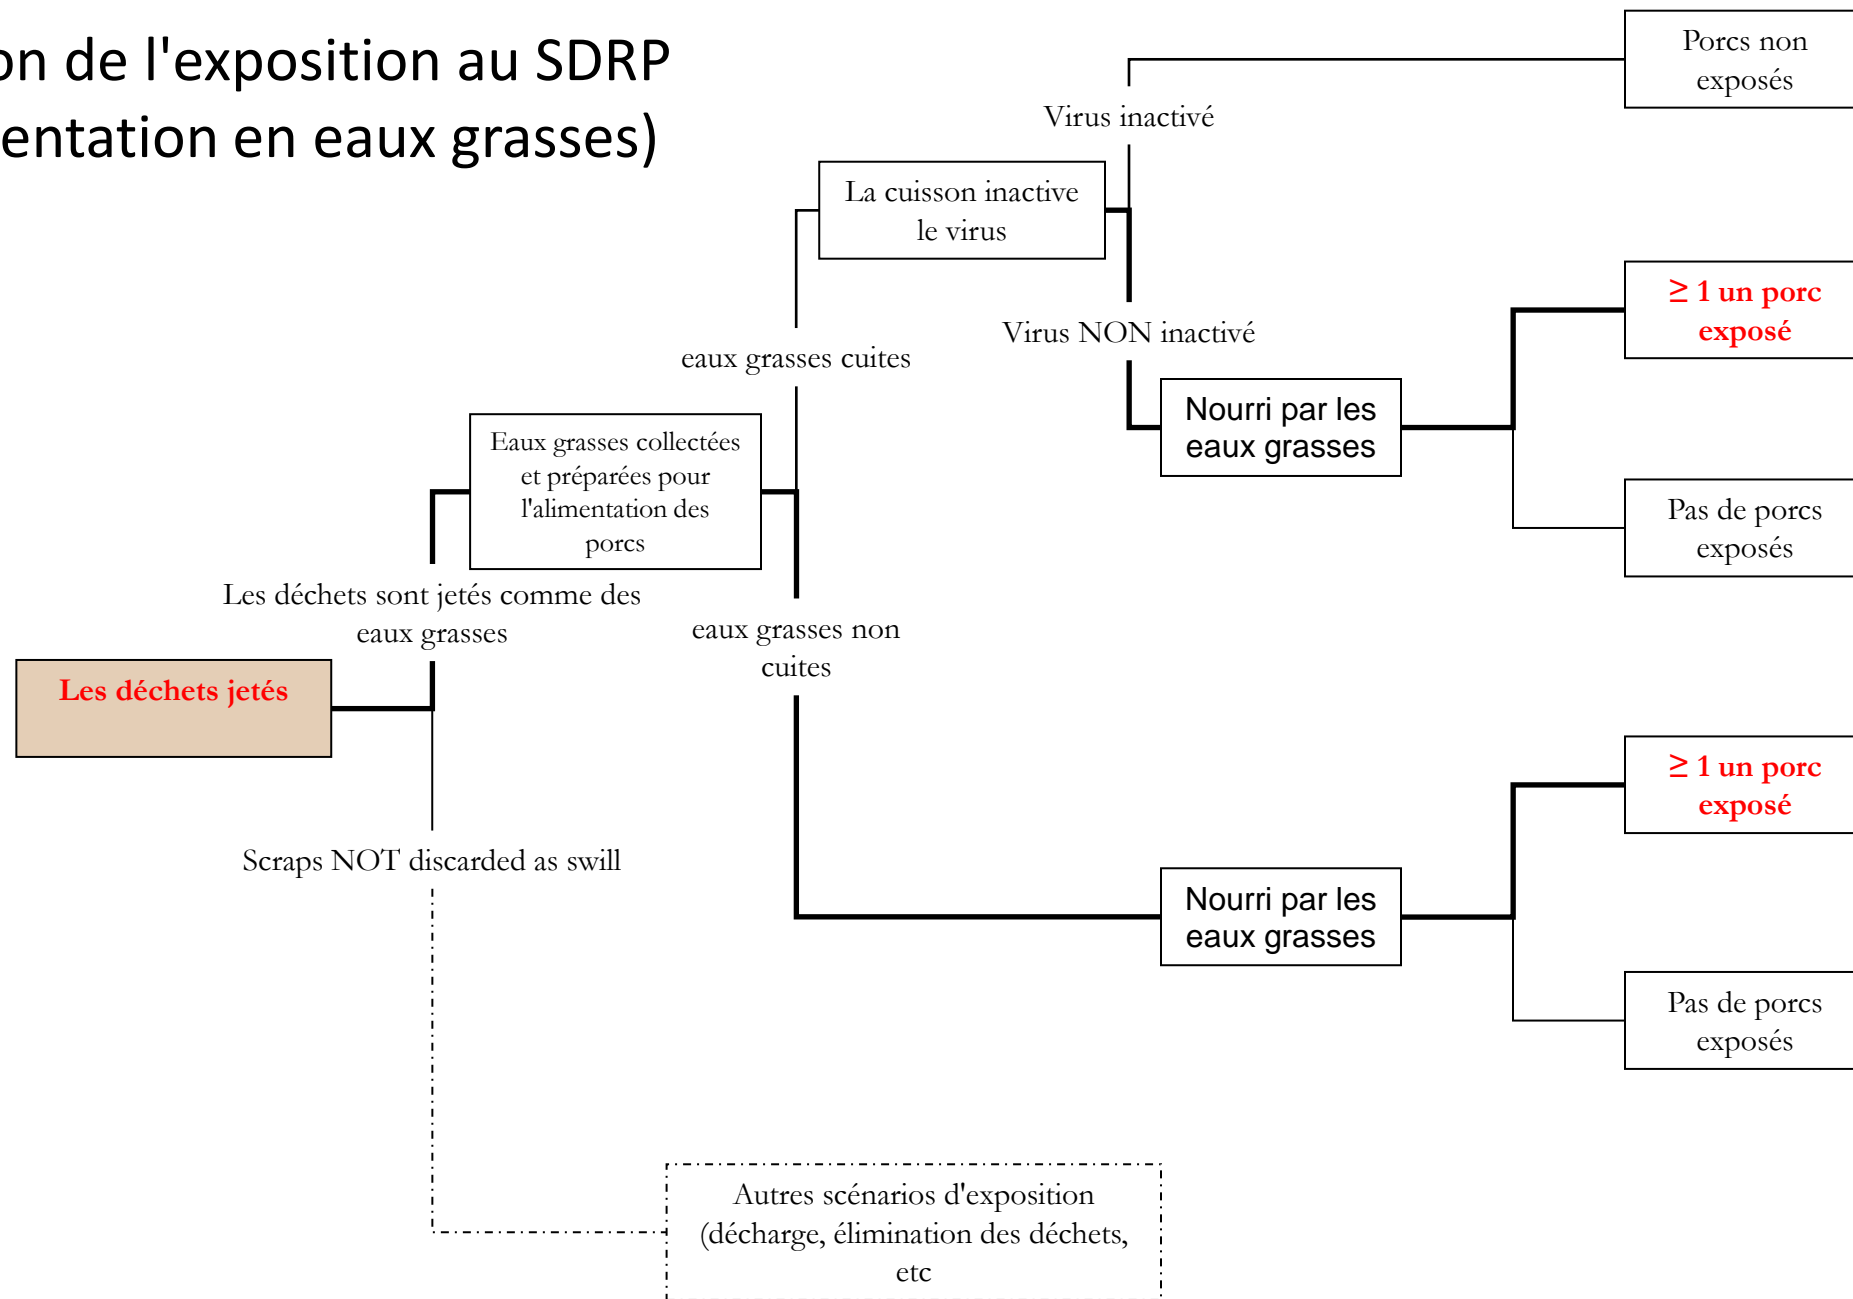 on de l'exposition au SDRP
entation en eaux grasses)
Porcs non
exposés
Virus inactivé
La cuisson inactive
le virus
≥ 1 un porc
exposé
Virus NON inactivé
eaux grasses cuites
Nourri par les
eaux grasses
Eaux grasses collectées
et préparées pour
l'alimentation des
porcs
Pas de porcs
exposés
Les déchets sont jetés comme des
eaux grasses
eaux grasses non
cuites
Les déchets jetés
≥ 1 un porc
exposé
Scraps NOT discarded as swill
Nourri par les
eaux grasses
Pas de porcs
exposés
Autres scénarios d'exposition
(décharge, élimination des déchets,
etc